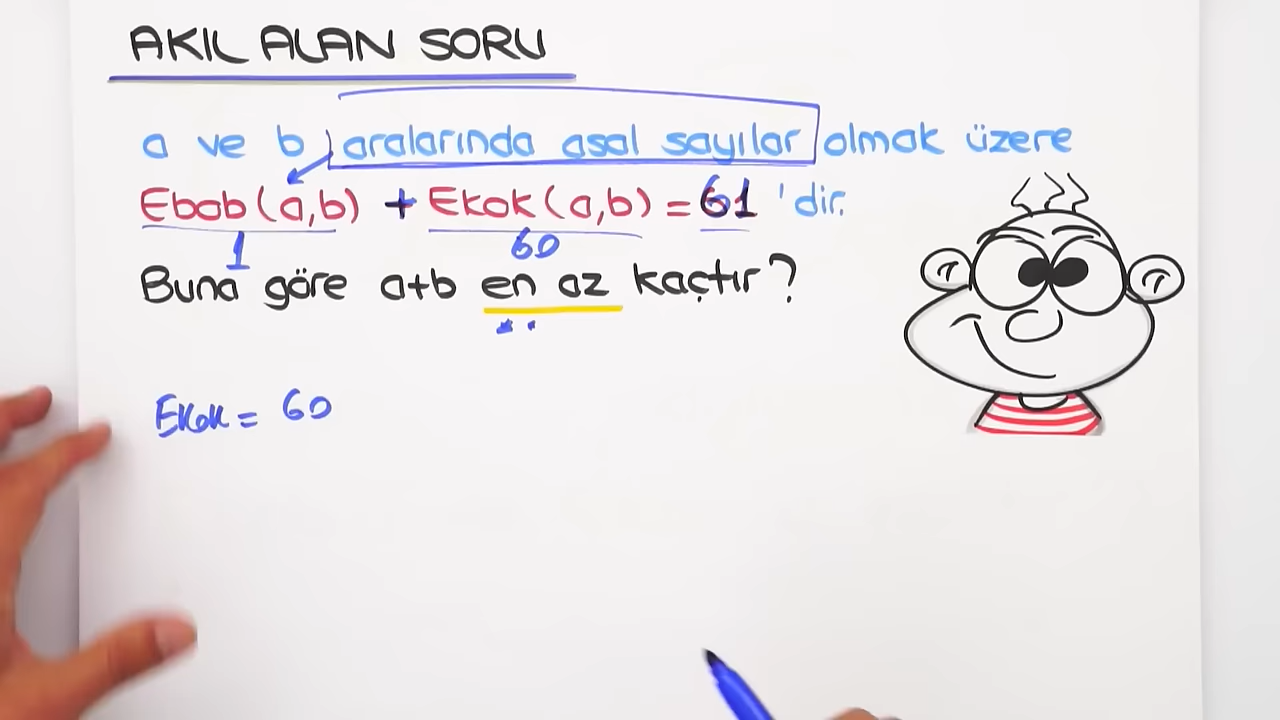 AKIL ALAN SORU
a ve b aralarında asal sayılar olmak üzere
Ebob(a,b) + Ekok(a,b) = 61 'dir.
1 60
Buna göre a+b en az kaçtır?
Ekok = 60